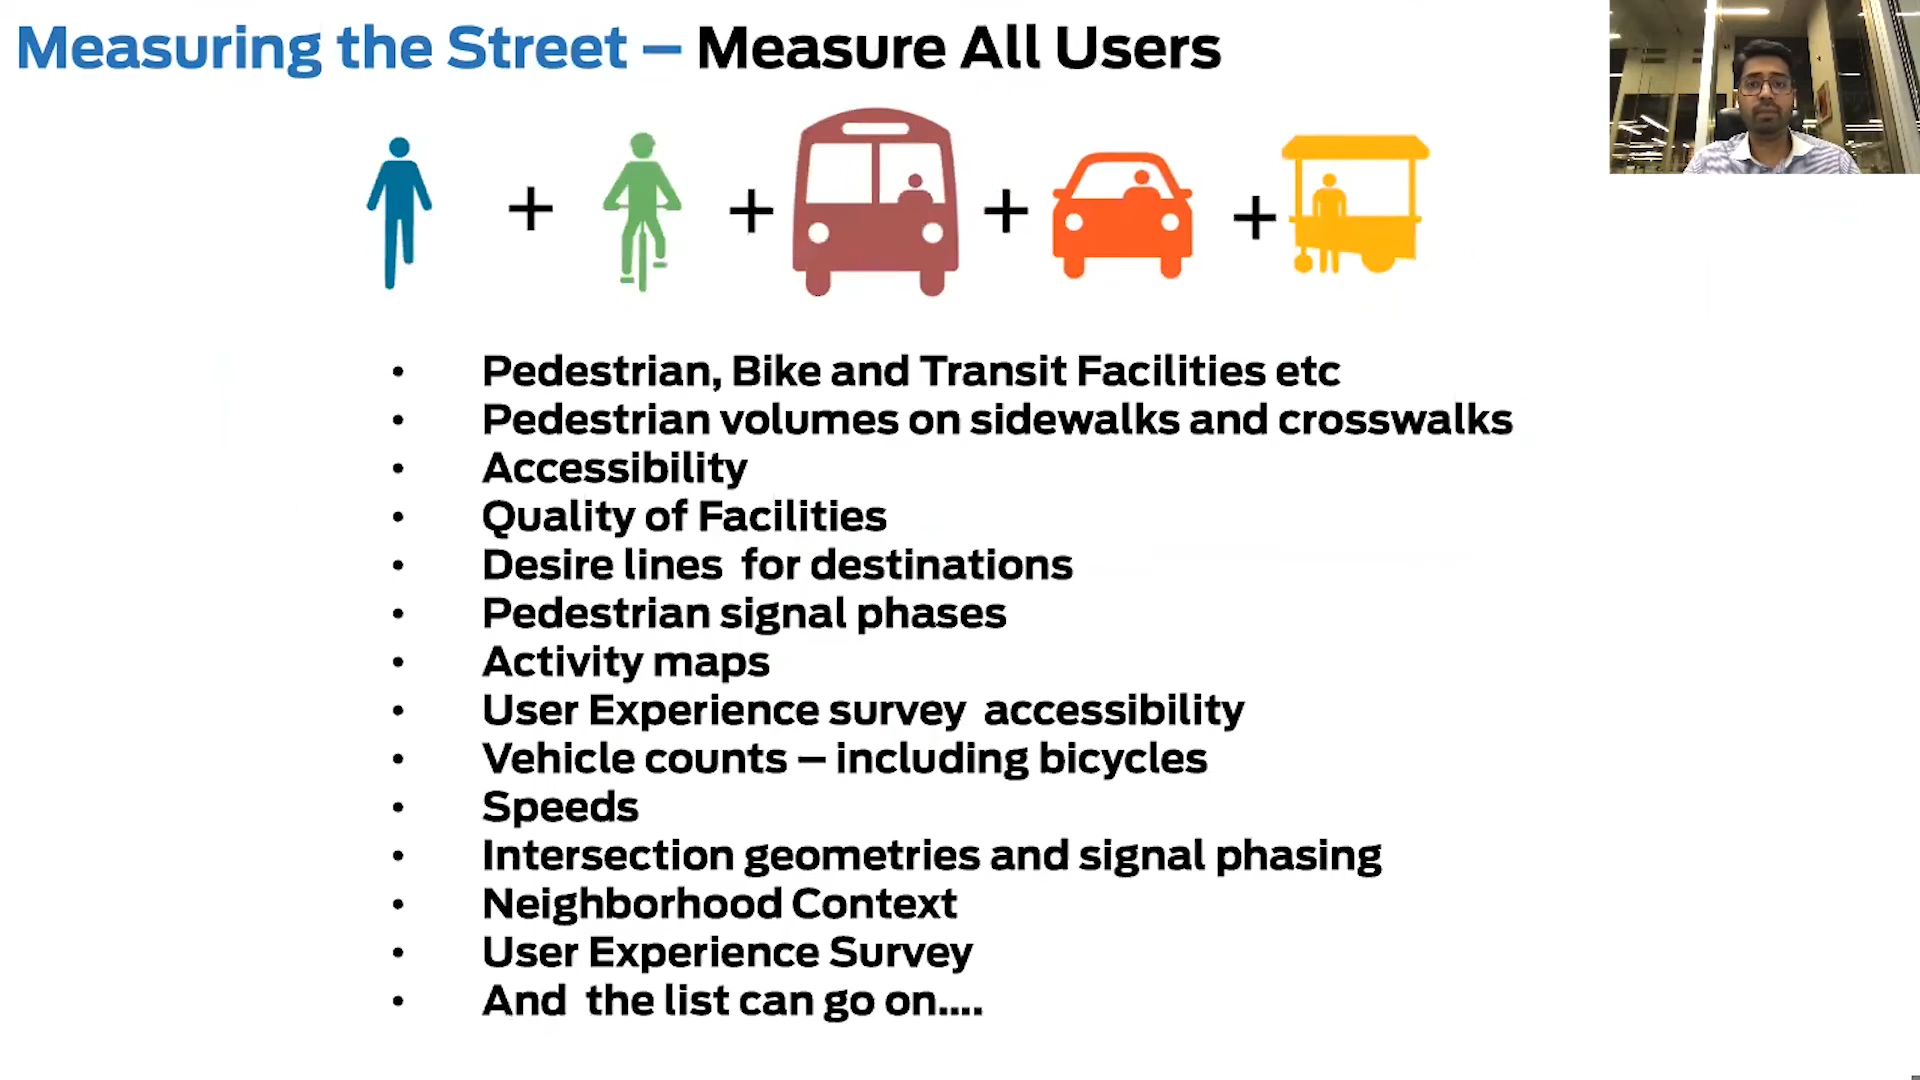 Measuring the Street – Measure All Users
+ + + +
• Pedestrian, Bike and Transit Facilities etc
• Pedestrian volumes on sidewalks and crosswalks
• Accessibility
• Quality of Facilities
• Desire lines for destinations
• Pedestrian signal phases
• Activity maps
• User Experience survey accessibility
• Vehicle counts – including bicycles
• Speeds
• Intersection geometries and signal phasing
• Neighborhood Context
• User Experience Survey
• And the list can go on....